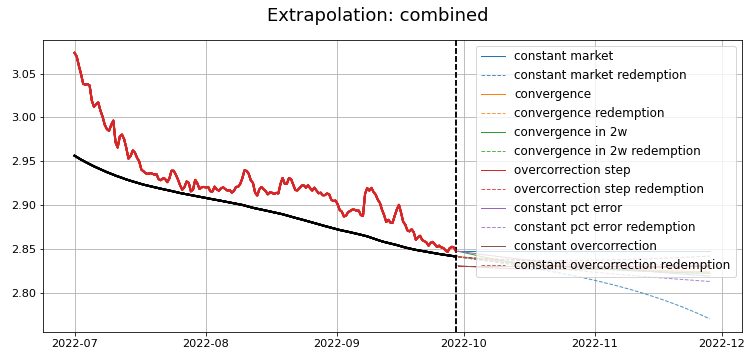 Extrapolation: combined
3.05
3.00
2.95
2.90
2.85
2.80
constant market
constant market redemption
convergence
convergence redemption
convergence in 2w
convergence in 2w redemption
overcorrection step
overcorrection step redemption
constant pct error
constant pct error redemption
constant overcorrection
constant overcorrection redemption
2022-07 2022-08 2022-09 2022-10 2022-11 2022-12